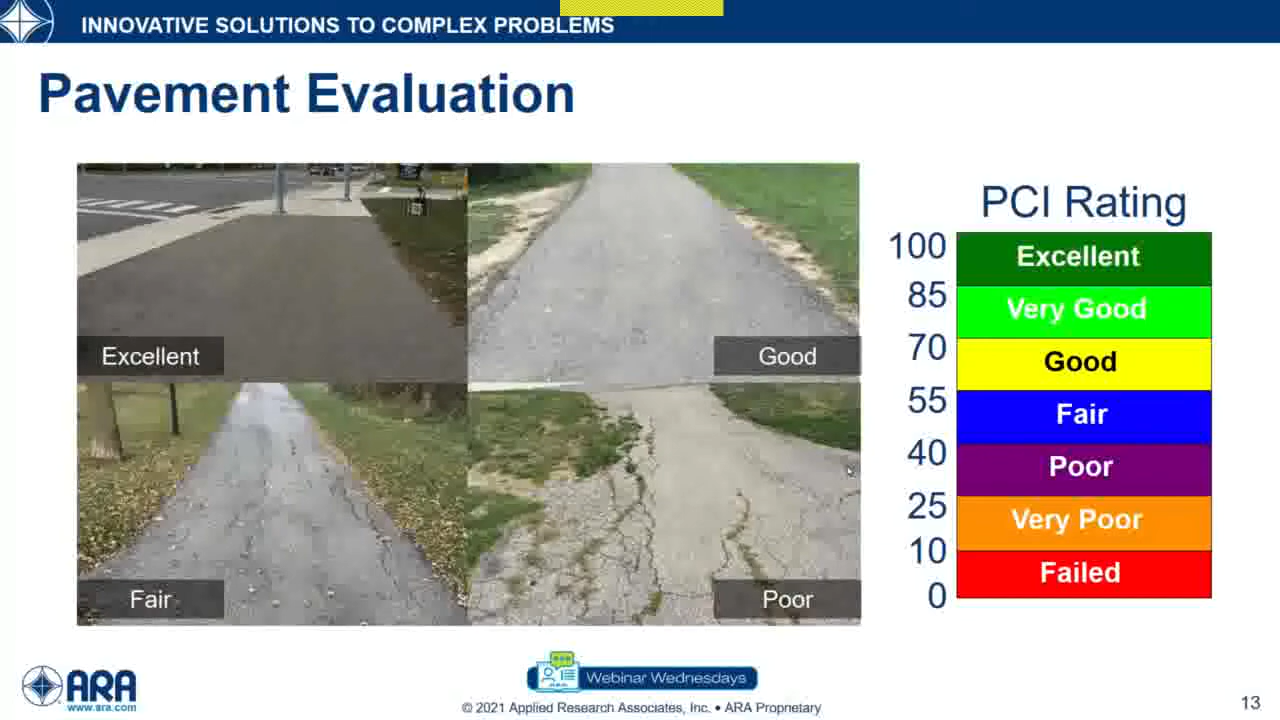 INNOVATIVE SOLUTIONS TO COMPLEX PROBLEMS
Pavement Evaluation
Excellent
Good
Fair
Poor
PCI Rating
100
Excellent
85
Very Good
70
Good
55
Fair
40
Poor
25
Very Poor
10
Failed
0
ARA
www.ara.com
Webinar Wednesdays
© 2021 Applied Research Associates, Inc. • ARA Proprietary
13